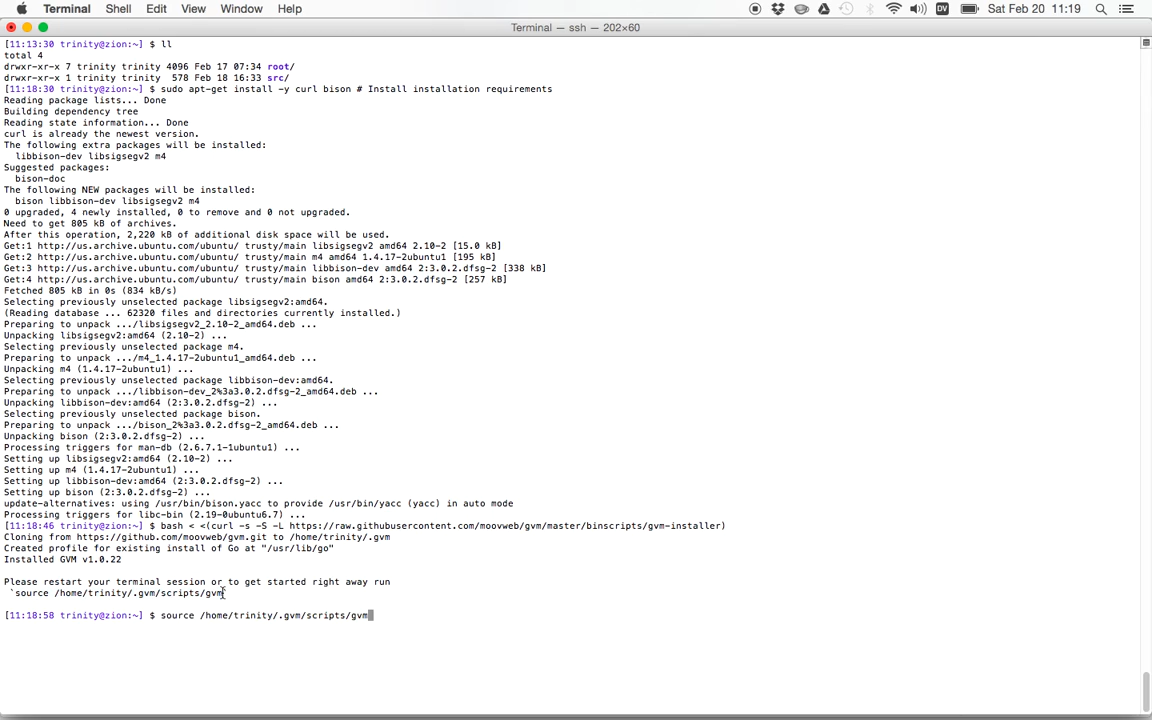 Terminal Shell Edit View Window Help DV Sat Feb 20 11:19
Terminal — ssh — 202×60
[11:13:30 trinity@zion:~] $ ll
total 4
drwxr-xr-x 7 trinity trinity 4096 Feb 17 07:34 root/
drwxr-xr-x 1 trinity trinity  578 Feb 18 16:33 src/
[11:18:30 trinity@zion:~] $ sudo apt-get install -y curl bison # Install installation requirements
Reading package lists... Done
Building dependency tree
Reading state information... Done
curl is already the newest version.
The following extra packages will be installed:
  libbison-dev libsigsegv2 m4
Suggested packages:
  bison-doc
The following NEW packages will be installed:
  bison libbison-dev libsigsegv2 m4
0 upgraded, 4 newly installed, 0 to remove and 0 not upgraded.
Need to get 805 kB of archives.
After this operation, 2,220 kB of additional disk space will be used.
Get:1 http://us.archive.ubuntu.com/ubuntu/ trusty/main libsigsegv2 amd64 2.10-2 [15.0 kB]
Get:2 http://us.archive.ubuntu.com/ubuntu/ trusty/main m4 amd64 1.4.17-2ubuntu1 [195 kB]
Get:3 http://us.archive.ubuntu.com/ubuntu/ trusty/main libbison-dev amd64 2:3.0.2.dfsg-2 [338 kB]
Get:4 http://us.archive.ubuntu.com/ubuntu/ trusty/main bison amd64 2:3.0.2.dfsg-2 [257 kB]
Fetched 805 kB in 0s (834 kB/s)
Selecting previously unselected package libsigsegv2:amd64.
(Reading database ... 62320 files and directories currently installed.)
Preparing to unpack .../libsigsegv2_2.10-2_amd64.deb ...
Unpacking libsigsegv2:amd64 (2.10-2) ...
Selecting previously unselected package m4.
Preparing to unpack .../m4_1.4.17-2ubuntu1_amd64.deb ...
Unpacking m4 (1.4.17-2ubuntu1) ...
Selecting previously unselected package libbison-dev:amd64.
Preparing to unpack .../libbison-dev_2%3a3.0.2.dfsg-2_amd64.deb ...
Unpacking libbison-dev:amd64 (2:3.0.2.dfsg-2) ...
Selecting previously unselected package bison.
Preparing to unpack .../bison_2%3a3.0.2.dfsg-2_amd64.deb ...
Unpacking bison (2:3.0.2.dfsg-2) ...
Processing triggers for man-db (2.6.7.1-1ubuntu1) ...
Setting up libsigsegv2:amd64 (2.10-2) ...
Setting up m4 (1.4.17-2ubuntu1) ...
Setting up libbison-dev:amd64 (2:3.0.2.dfsg-2) ...
Setting up bison (2:3.0.2.dfsg-2) ...
update-alternatives: using /usr/bin/bison.yacc to provide /usr/bin/yacc (yacc) in auto mode
Processing triggers for libc-bin (2.19-0ubuntu6.7) ...
[11:18:46 trinity@zion:~] $ bash < <(curl -s -S -L https://raw.githubusercontent.com/moovweb/gvm/master/binscripts/gvm-installer)
Cloning from https://github.com/moovweb/gvm.git to /home/trinity/.gvm
Created profile for existing install of Go at "/usr/lib/go"
Installed GVM v1.0.22
Please restart your terminal session or to get started right away run
 `source /home/trinity/.gvm/scripts/gvm`
[11:18:58 trinity@zion:~] $ source /home/trinity/.gvm/scripts/gvm